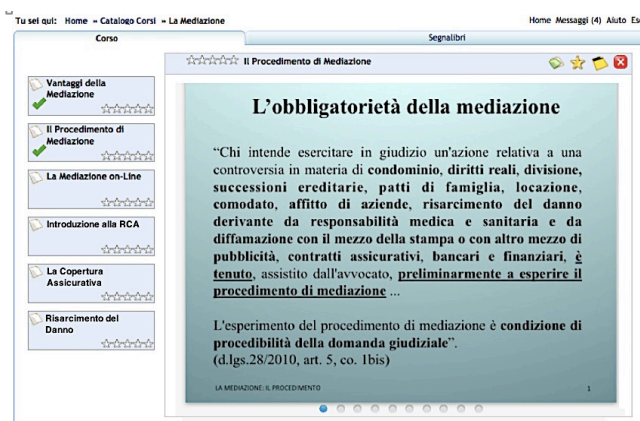 Tu sei qui: Home » Catalogo Corsi » La Mediazione
Home Messaggi (4) Aiuto
Corso
Segnalibri
Vantaggi della
Mediazione
Il Procedimento di
Mediazione
La Mediazione on-Line
Introduzione alla RCA
La Copertura
Assicurativa
Risarcimento del
Danno
Il Procedimento di Mediazione
L'obbligatorietà della mediazione
“Chi intende esercitare in giudizio un'azione relativa a una
controversia in materia di condominio, diritti reali, divisione,
successioni ereditarie, patti di famiglia, locazione,
comodato, affitto di aziende, risarcimento del danno
derivante da responsabilità medica e sanitaria e da
diffamazione con il mezzo della stampa o con altro mezzo di
pubblicità, contratti assicurativi, bancari e finanziari, è
tenuto, assistito dall'avvocato, preliminarmente a esperire il
procedimento di mediazione ...
L'esperimento del procedimento di mediazione è condizione di
procedibilità della domanda giudiziale”.
(d.lgs.28/2010, art. 5, co. 1bis)
LA MEDIAZIONE: IL PROCEDIMENTO
1